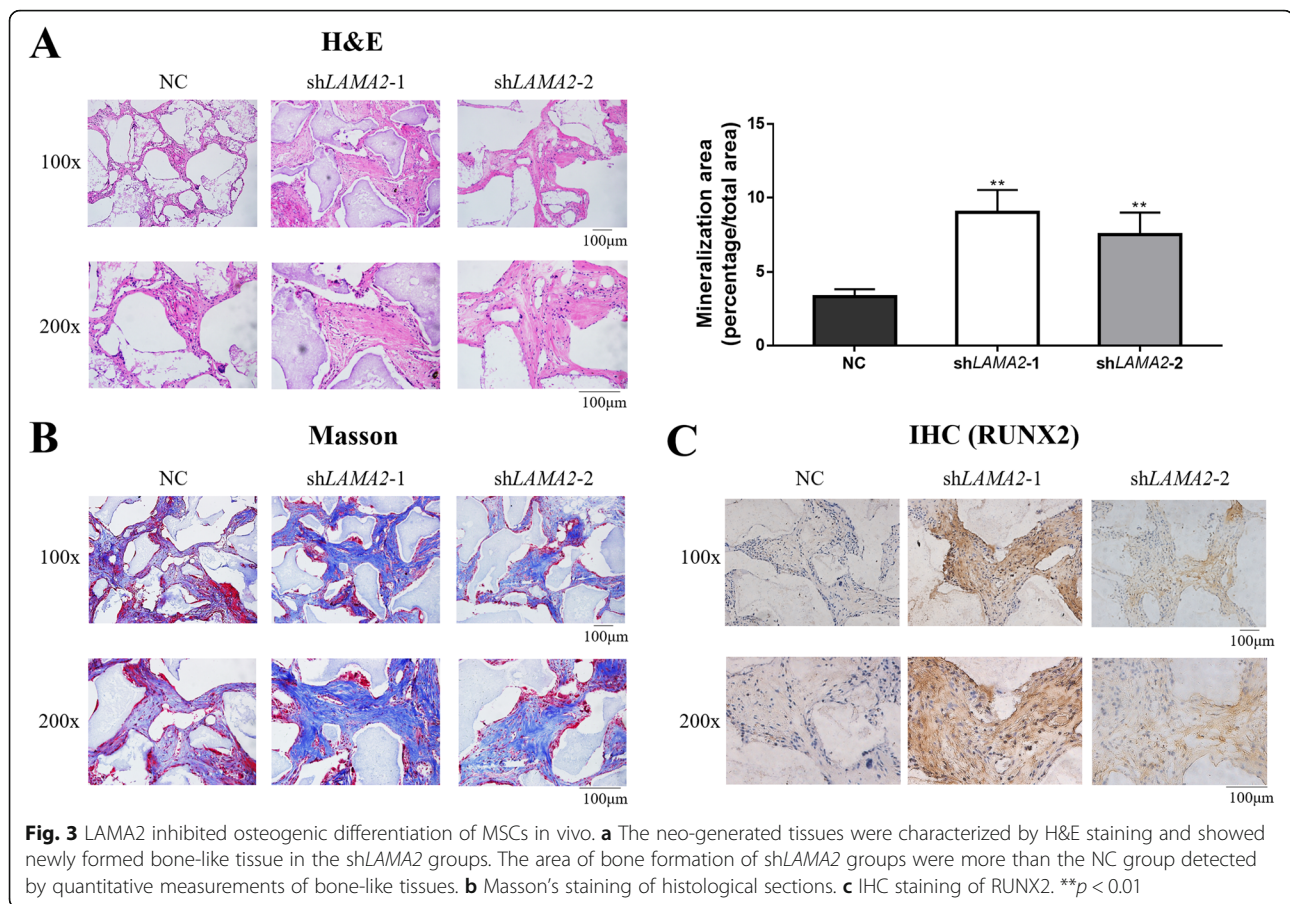 A
H&E
NC shLAMA2-1 shLAMA2-2
100x
100μm
200x
100μm
Mineralization area
(percentage/total area)
15
10
5
0
** **
NC shLAMA2-1 shLAMA2-2
B
Masson
NC shLAMA2-1 shLAMA2-2
100x
100μm
200x
100μm
C
IHC (RUNX2)
NC shLAMA2-1 shLAMA2-2
100x
100μm
200x
100μm
Fig. 3 LAMA2 inhibited osteogenic differentiation of MSCs in vivo. a The neo-generated tissues were characterized by H&E staining and showed
newly formed bone-like tissue in the shLAMA2 groups. The area of bone formation of shLAMA2 groups were more than the NC group detected
by quantitative measurements of bone-like tissues. b Masson's staining of histological sections. c IHC staining of RUNX2. **p < 0.01